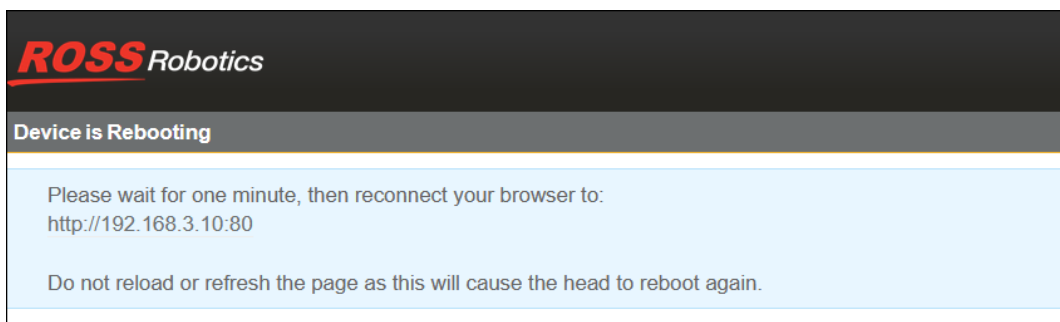 ROSS Robotics
Device is Rebooting
Please wait for one minute, then reconnect your browser to:
http://192.168.3.10:80
Do not reload or refresh the page as this will cause the head to reboot again.